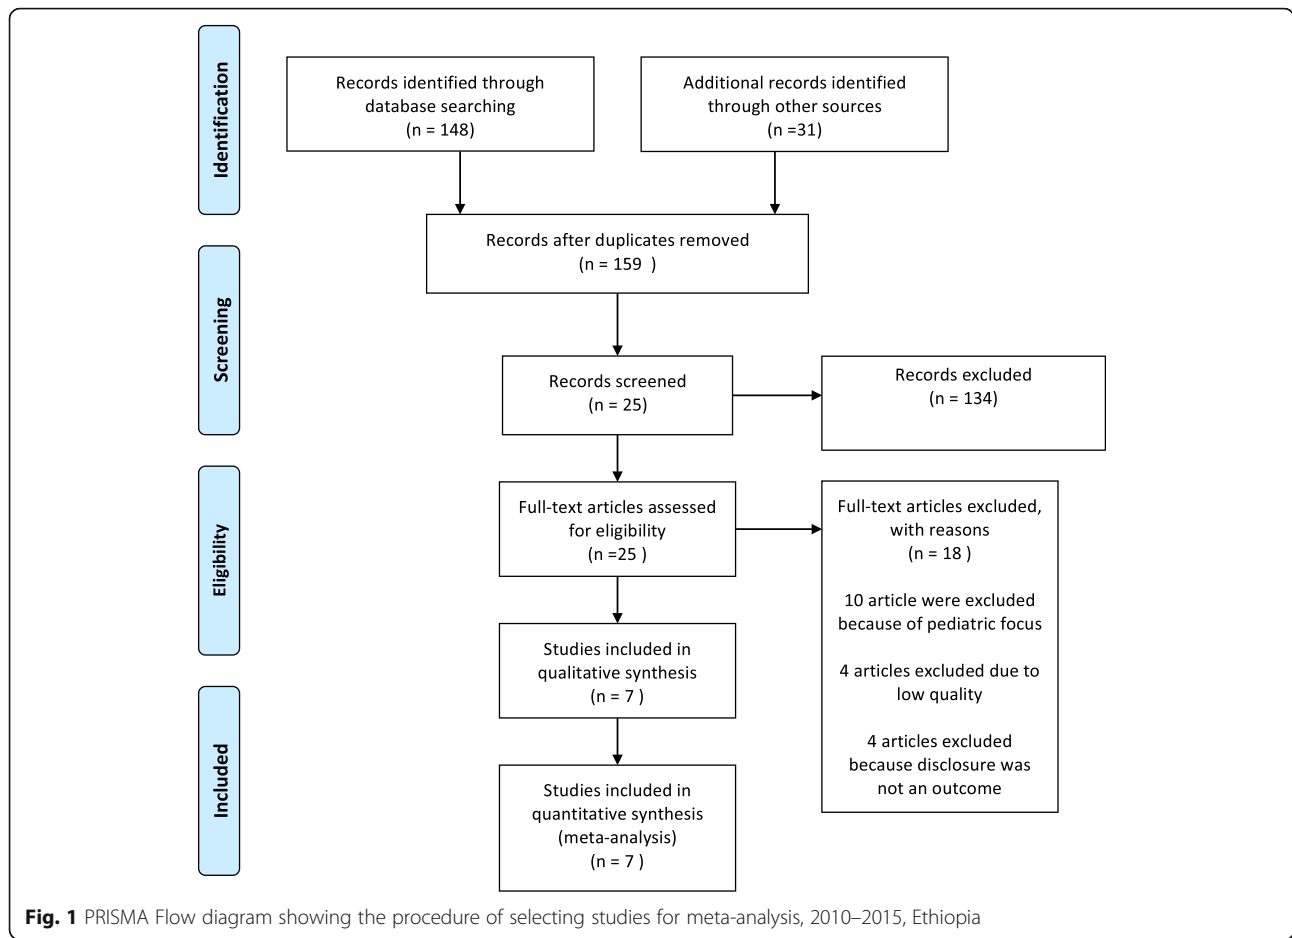 Identification
Records identified through
database searching
(n = 148)
Additional records identified
through other sources
(n =31)
Records after duplicates removed
(n = 159  )
Screening
Records screened
(n = 25)
Records excluded
(n = 134)
Eligibility
Full-text articles assessed
for eligibility
(n =25 )
Full-text articles excluded,
with reasons
(n = 18 )
10 article were excluded
because of pediatric focus
4 articles excluded due to
low quality
4 articles excluded
because disclosure was
not an outcome
Studies included in
qualitative synthesis
(n = 7 )
Included
Studies included in
quantitative synthesis
(meta-analysis)
(n = 7 )
Fig. 1 PRISMA Flow diagram showing the procedure of selecting studies for meta-analysis, 2010–2015, Ethiopia